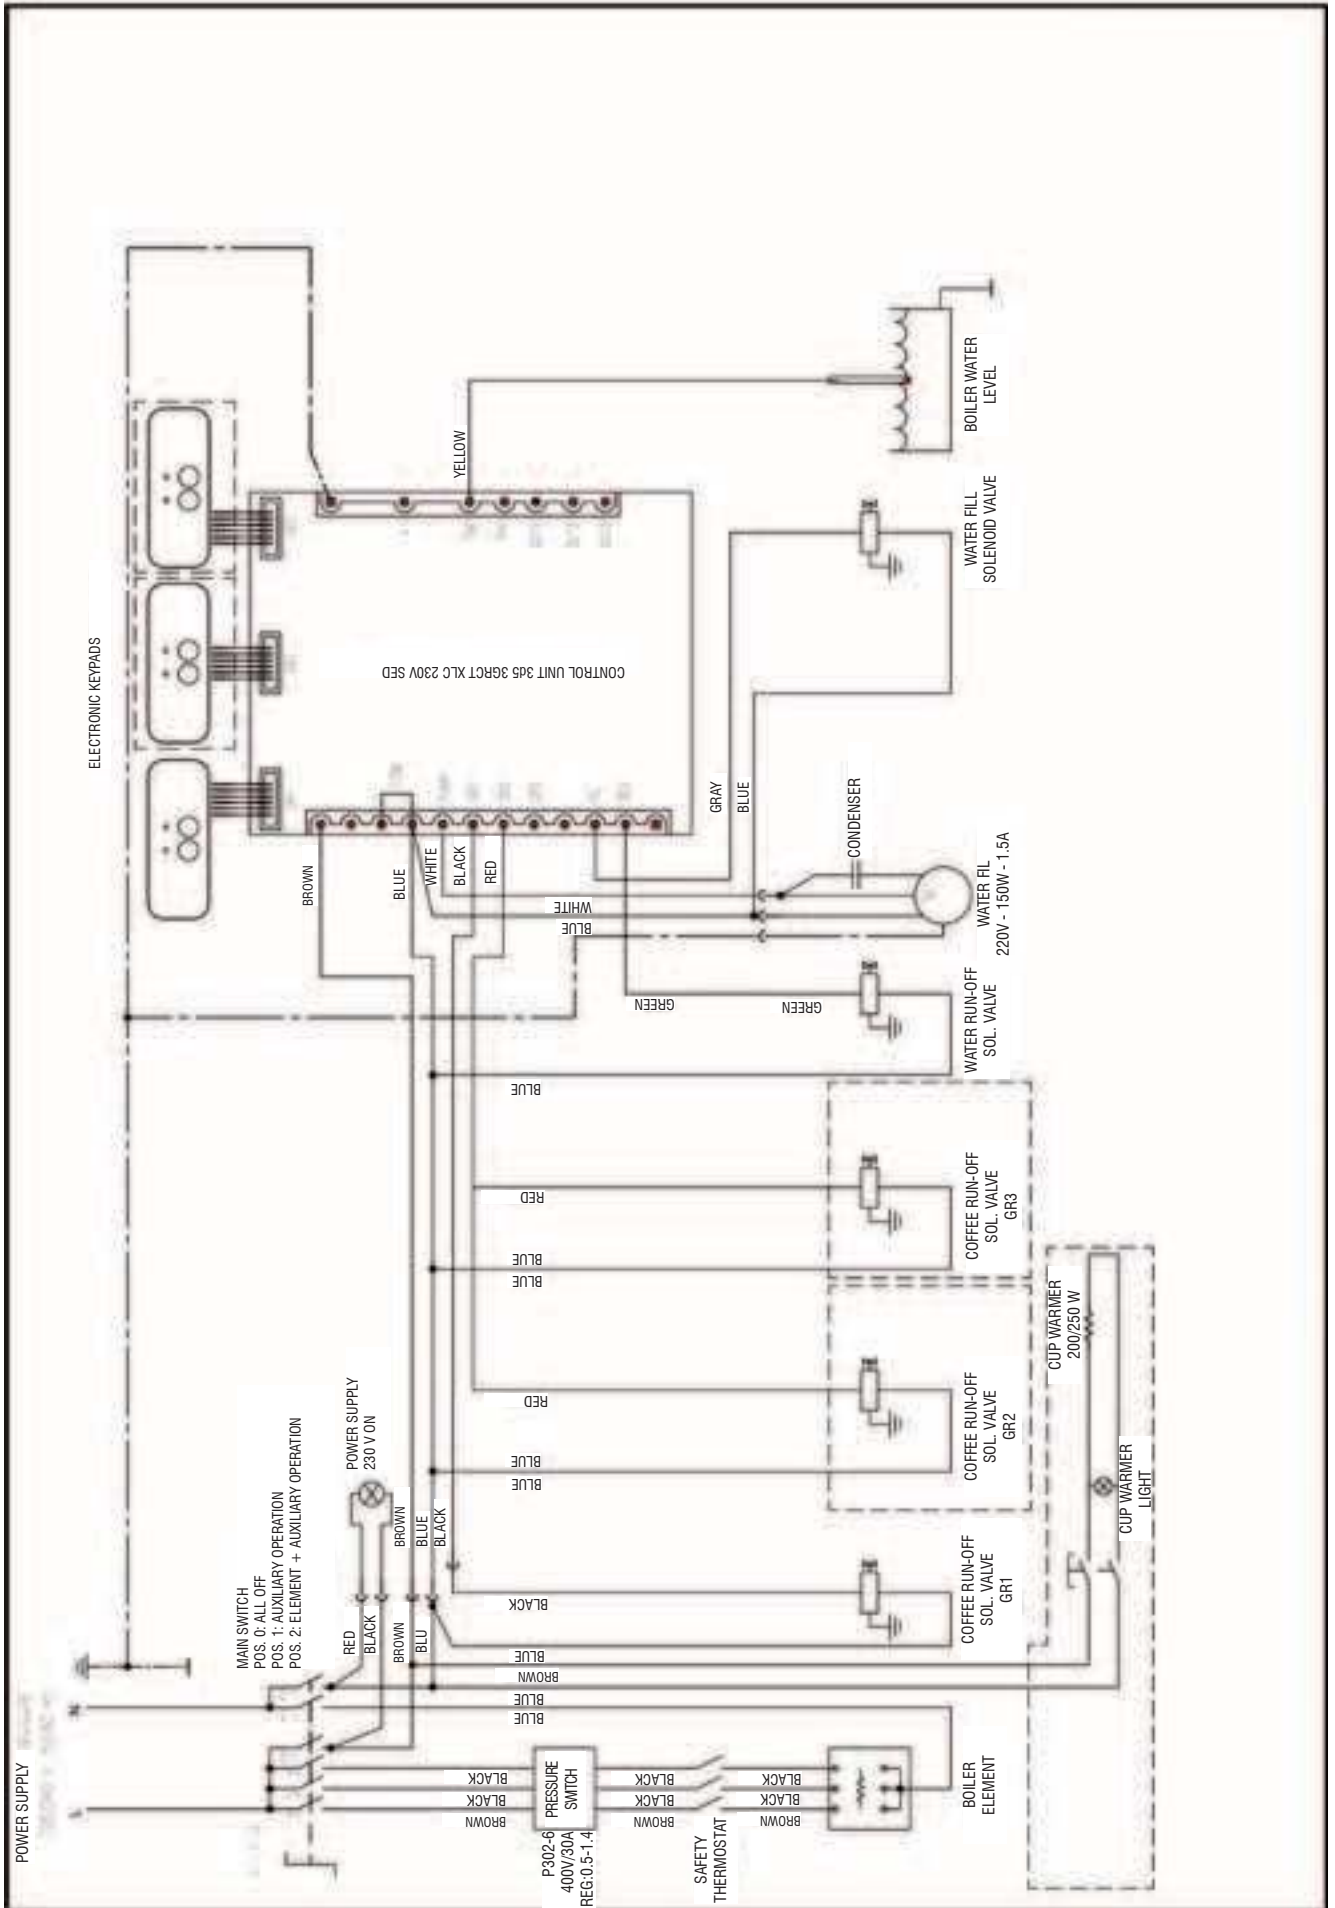 POWER SUPPLY
N
L
MAIN SWITCH
POS. 0: ALL OFF
POS. 1: AUXILIARY OPERATION
POS. 2: ELEMENT + AUXILIARY OPERATION
POWER SUPPLY
230 V ON
ELECTRONIC KEYPADS
CONTROL UNIT 3d5 3GRCT XLC 230V SED
YELLOW
BROWN
BLUE
WHITE
BLACK
RED
GRAY
BLUE
WHITE
BLUE
CONDENSER
GREEN
GREEN
BLUE
RED
BLUE
BLUE
RED
BLUE
BLUE
BROWN
BLUE
BLACK
RED
BLACK
BROWN
BLU
BLACK
BLUE
BROWN
BLUE
BLUE
BLACK
BLACK
BROWN
PRESSURE
SWITCH
P302-6
400V/30A
REG:0.5-1.4
BLACK
BLACK
BROWN
SAFETY
THERMOSTAT
BLACK
BLACK
BROWN
BOILER
ELEMENT
COFFEE RUN-OFF
SOL. VALVE
GR1
COFFEE RUN-OFF
SOL. VALVE
GR2
COFFEE RUN-OFF
SOL. VALVE
GR3
WATER RUN-OFF
SOL. VALVE
WATER FIL
220V - 150W - 1.5A
WATER FILL
SOLENOID VALVE
BOILER WATER
LEVEL
CUP WARMER
200/250 W
CUP WARMER
LIGHT